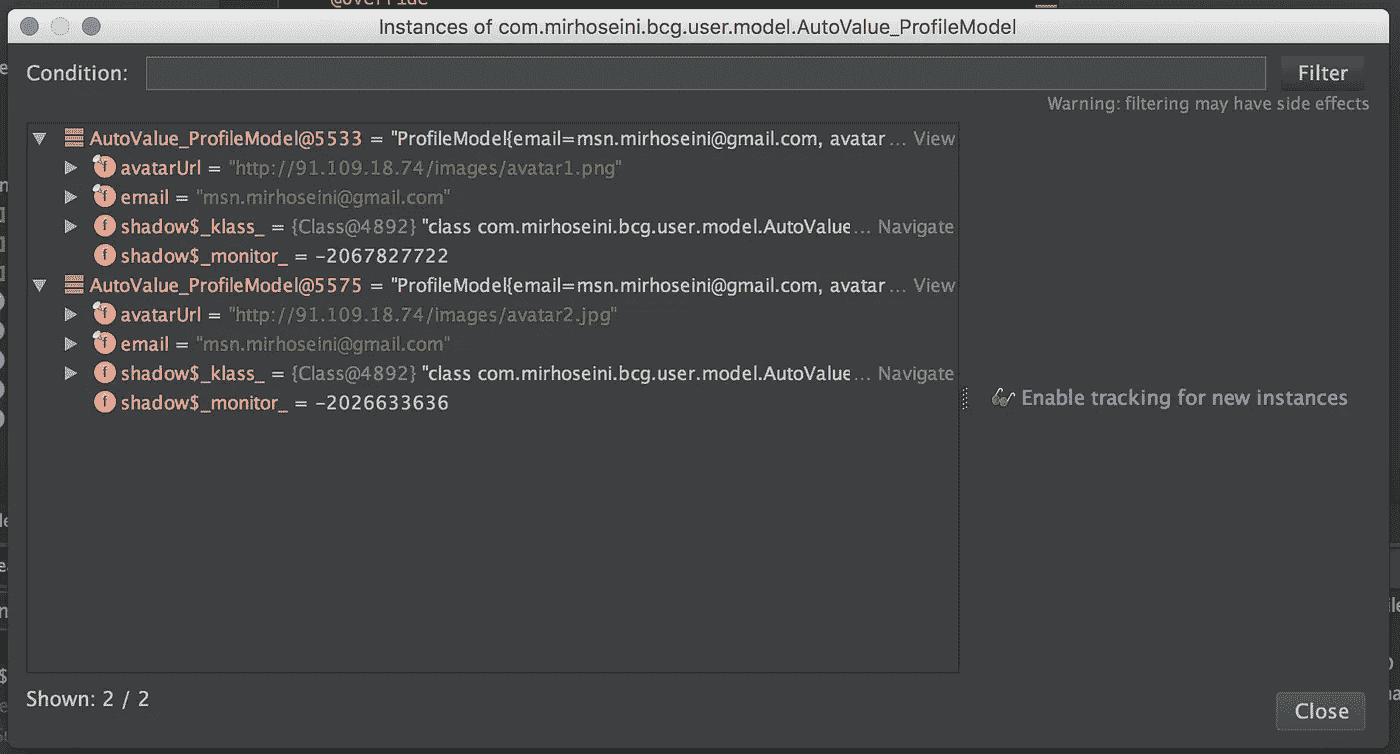 @Override
Instances of com.mirhoseini.bcg.user.model.AutoValue_ProfileModel
Condition:
Filter
Warning: filtering may have side effects
AutoValue_ProfileModel@5533 = "ProfileModel{email=msn.mirhoseini@gmail.com, avatar ... View
avatarUrl = "http://91.109.18.74/images/avatar1.png"
email = "msn.mirhoseini@gmail.com"
shadow$_klass_ = {Class@4892} "class com.mirhoseini.bcg.user.model.AutoValue... Navigate
shadow$_monitor_ = -2067827722
AutoValue_ProfileModel@5575 = "ProfileModel{email=msn.mirhoseini@gmail.com, avatar ... View
avatarUrl = "http://91.109.18.74/images/avatar2.jpg"
email = "msn.mirhoseini@gmail.com"
shadow$_klass_ = {Class@4892} "class com.mirhoseini.bcg.user.model.AutoValue... Navigate
shadow$_monitor_ = -2026633636
Enable tracking for new instances
Shown: 2 / 2
Close